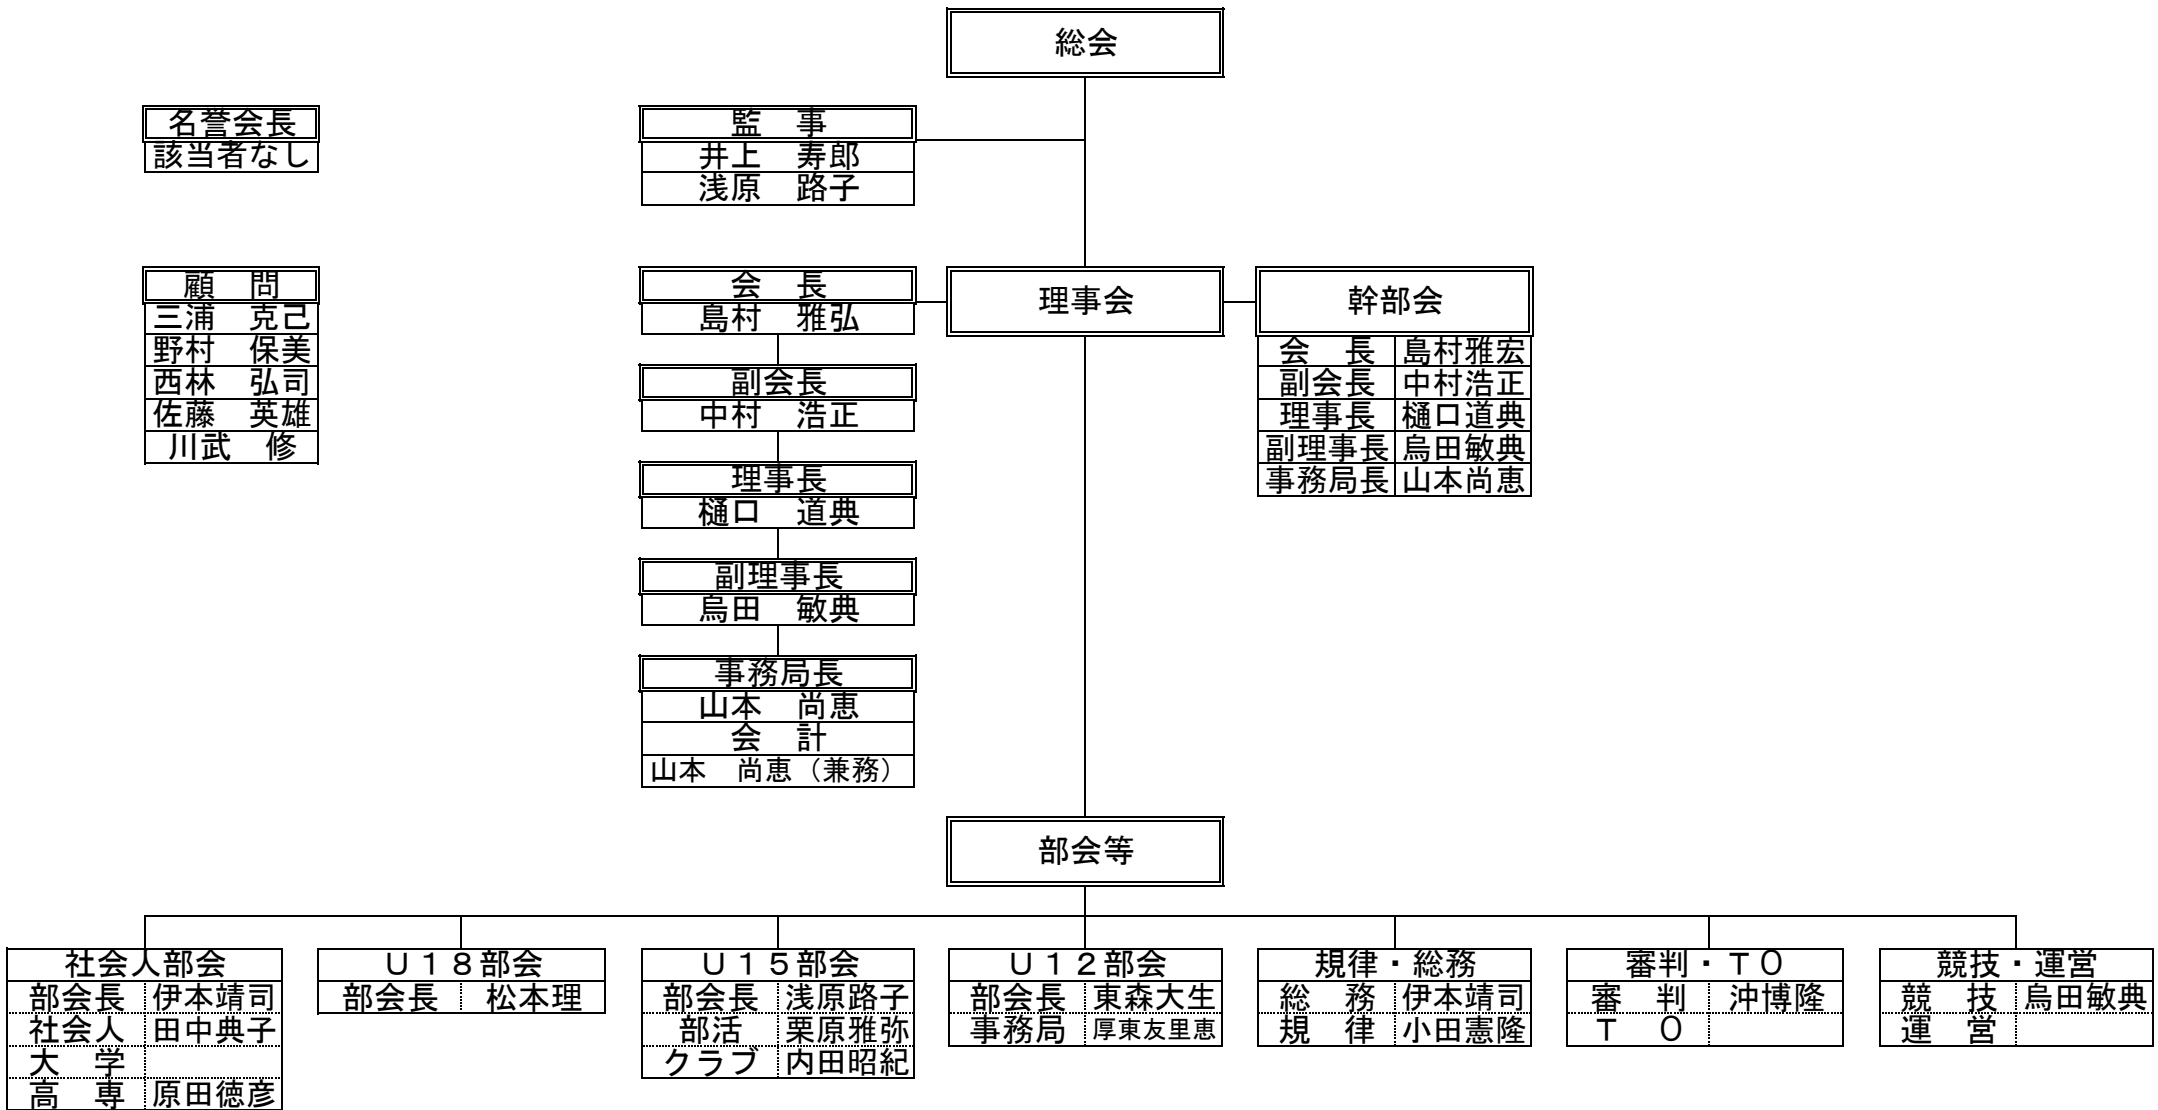 総会
名誉会長
該当者なし
監　事
井上　寿郎
浅原　路子
顧　問
三浦　克己
野村　保美
西林　弘司
佐藤　英雄
川武　修
会　長
島村　雅弘
副会長
中村　浩正
理事長
樋口　道典
副理事長
烏田　敏典
事務局長
山本　尚恵
会　計
山本　尚恵（兼務）
理事会
幹部会
会　長　島村雅宏
副会長　中村浩正
理事長　樋口道典
副理事長　烏田敏典
事務局長　山本尚恵
部会等
社会人部会
部会長　伊本靖司
社会人　田中典子
大　学
高　専　原田徳彦
Ｕ１８部会
部会長　松本理
Ｕ１５部会
部会長　浅原路子
部活　栗原雅弥
クラブ　内田昭紀
Ｕ１２部会
部会長　東森大生
事務局　厚東友里恵
規律・総務
総　務　伊本靖司
規　律　小田憲隆
審判・ＴＯ
審　判　沖博隆
Ｔ　Ｏ
競技・運営
競　技　烏田敏典
運　営